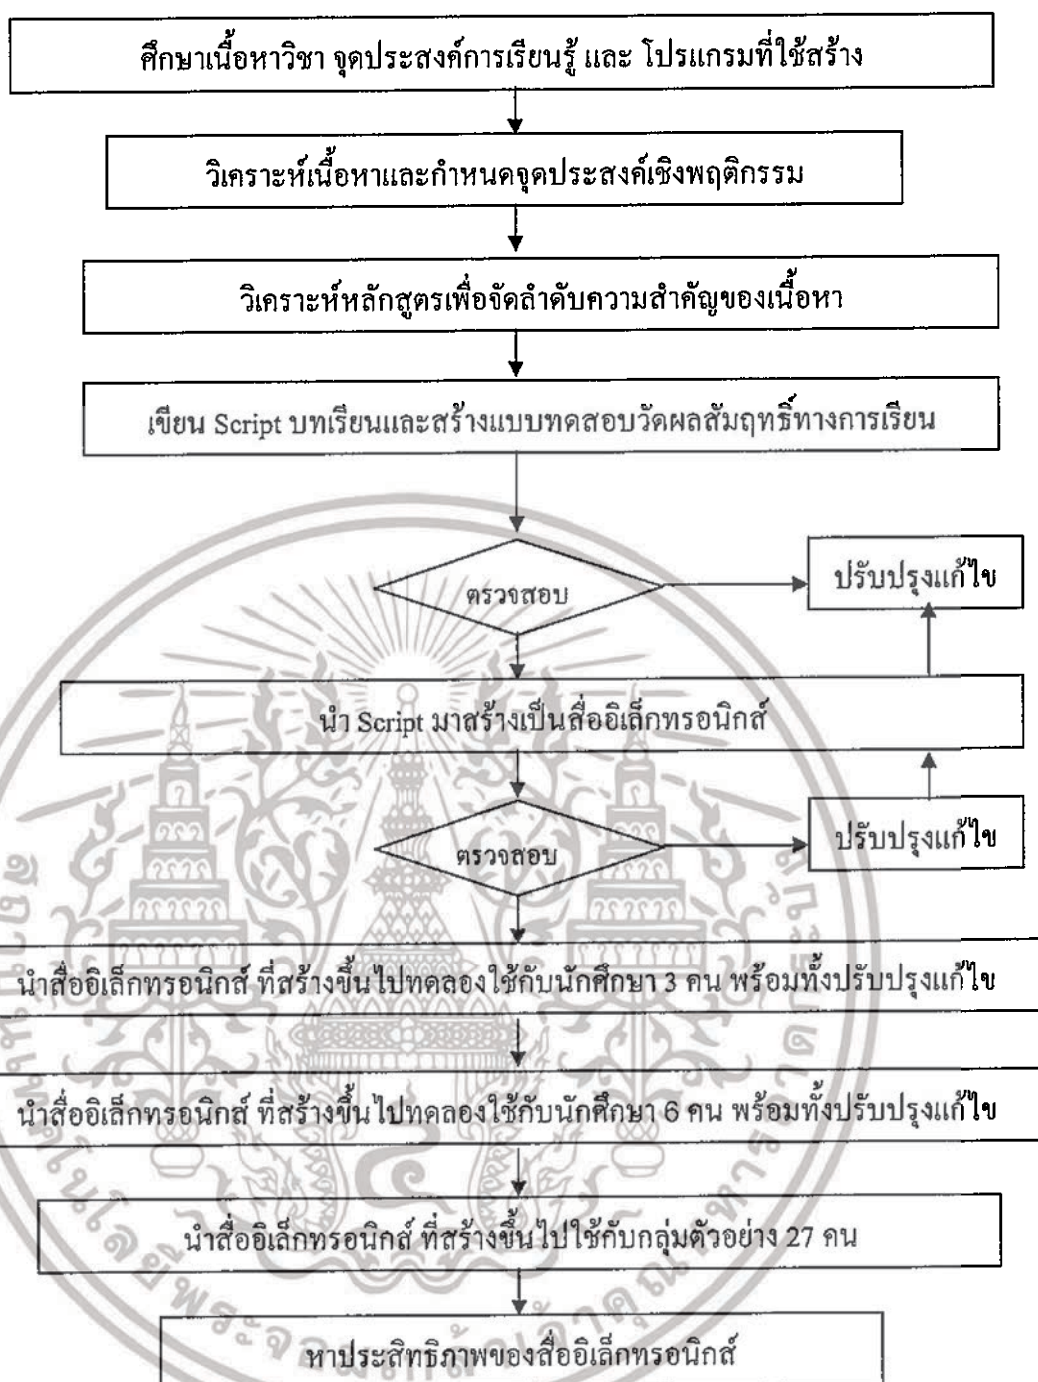 ศึกษาเนื้อหาวิชา จุดประสงค์การเรียนรู้ และ โปรแกรมที่ใช้สร้าง
วิเคราะห์เนื้อหาและกำหนดจุดประสงค์เชิงพฤติกรรม
วิเคราะห์หลักสูตรเพื่อจัดลำดับความสำคัญของเนื้อหา
เขียน Script บทเรียนและสร้างแบบทดสอบวัดผลสัมฤทธิ์ทางการเรียน
ตรวจสอบ
ปรับปรุงแก้ไข
นำ Script มาสร้างเป็นสื่ออิเล็กทรอนิกส์
ตรวจสอบ
ปรับปรุงแก้ไข
นำสื่ออิเล็กทรอนิกส์ ที่สร้างขึ้นไปทดลองใช้กับนักศึกษา 3 คน พร้อมทั้งปรับปรุงแก้ไข
นำสื่ออิเล็กทรอนิกส์ ที่สร้างขึ้นไปทดลองใช้กับนักศึกษา 6 คน พร้อมทั้งปรับปรุงแก้ไข
นำสื่ออิเล็กทรอนิกส์ ที่สร้างขึ้นไปใช้กับกลุ่มตัวอย่าง 27 คน
หาประสิทธิภาพของสื่ออิเล็กทรอนิกส์